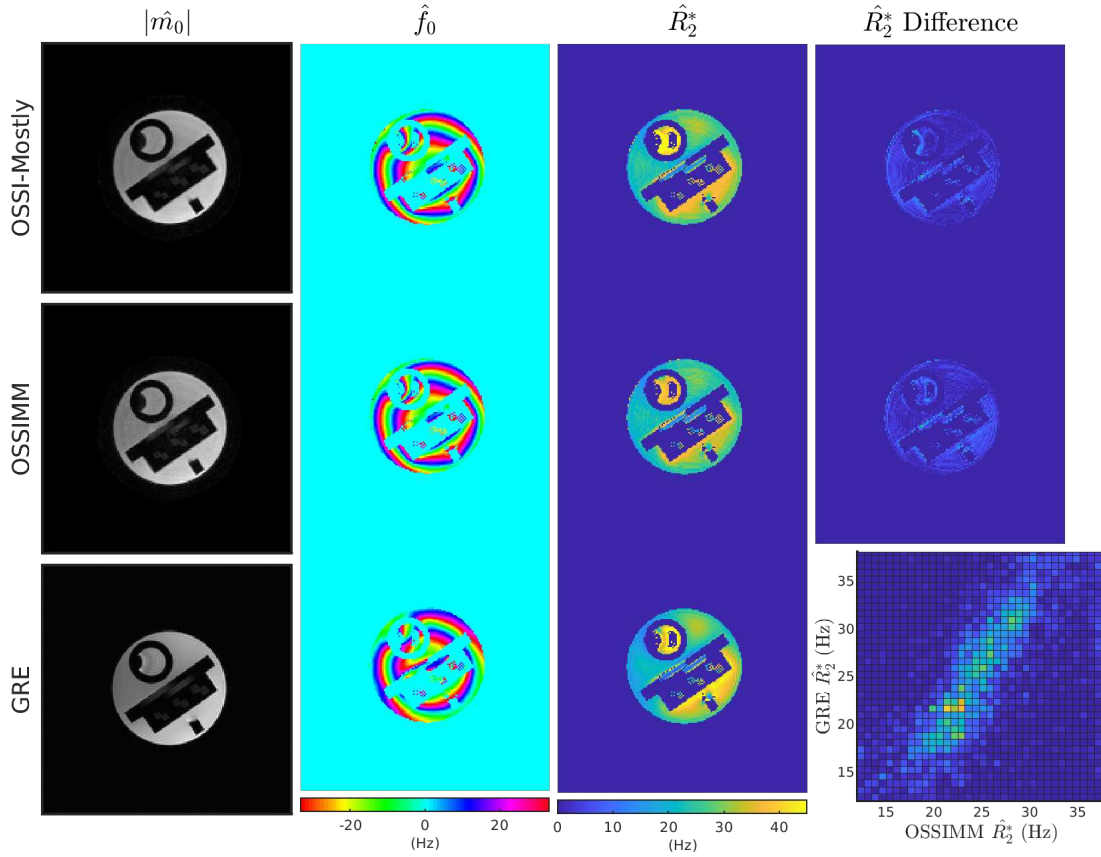 |m̂₀| f̂₀ R̂₂* R̂₂* Difference
OSSI-Mostly
OSSIMM
GRE
-20 0 20
(Hz)
0 10 20 30 40
(Hz)
35
30
25
20
15
GRE R̂₂* (Hz)
15 20 25 30 35
OSSIMM R̂₂* (Hz)